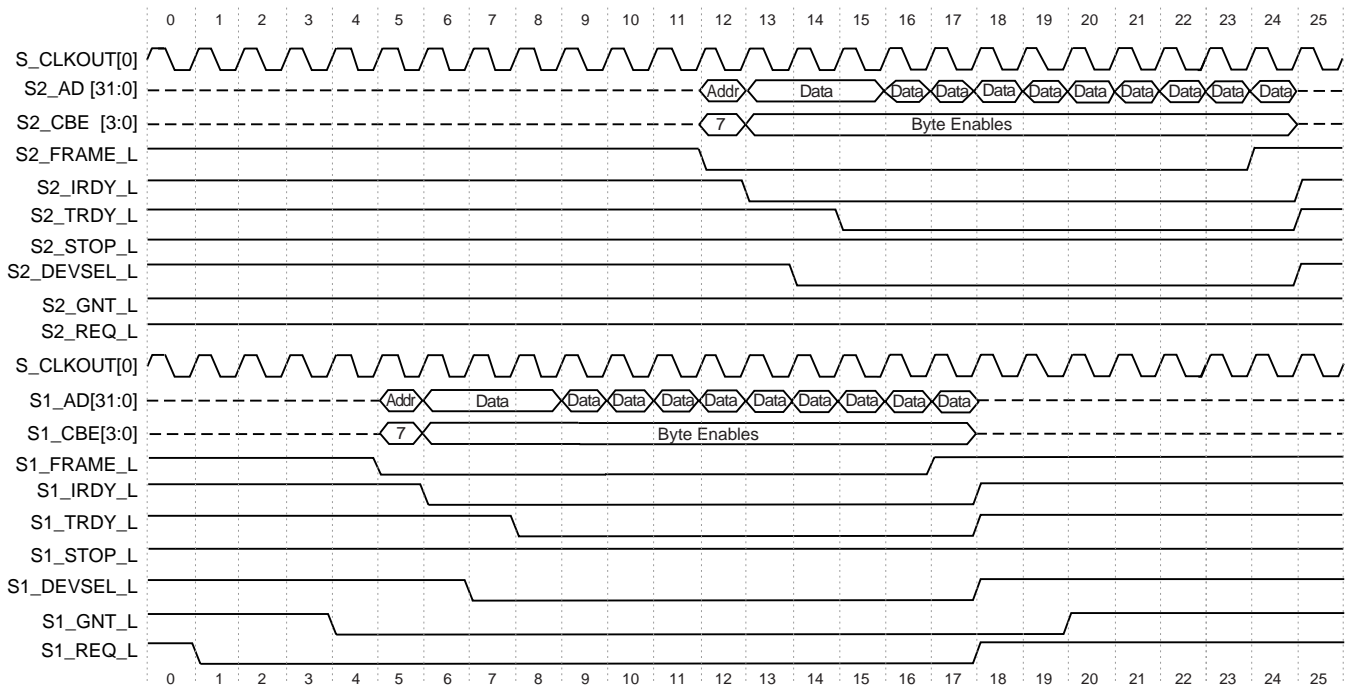 0 1 2 3 4 5 6 7 8 9 10 11 12 13 14 15 16 17 18 19 20 21 22 23 24 25
S_CLKOUT[0]
S2_AD [31:0] Addr Data Data Data Data Data Data Data Data Data Data
S2_CBE [3:0] 7 Byte Enables
S2_FRAME_L
S2_IRDY_L
S2_TRDY_L
S2_STOP_L
S2_DEVSEL_L
S2_GNT_L
S2_REQ_L
S_CLKOUT[0]
S1_AD[31:0] Addr Data Data Data Data Data Data Data Data Data Data
S1_CBE[3:0] 7 Byte Enables
S1_FRAME_L
S1_IRDY_L
S1_TRDY_L
S1_STOP_L
S1_DEVSEL_L
S1_GNT_L
S1_REQ_L
0 1 2 3 4 5 6 7 8 9 10 11 12 13 14 15 16 17 18 19 20 21 22 23 24 25